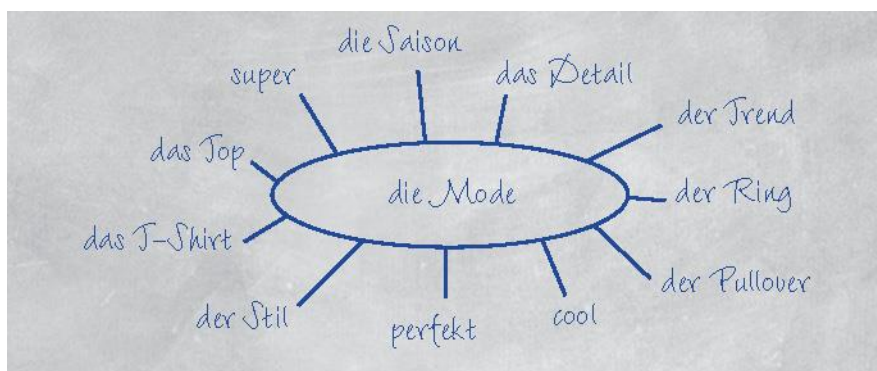 die Saison
super
das Detail
der Trend
das Top
die Mode
der Ring
das T-Shirt
der Pullover
der Stil
perfekt
cool